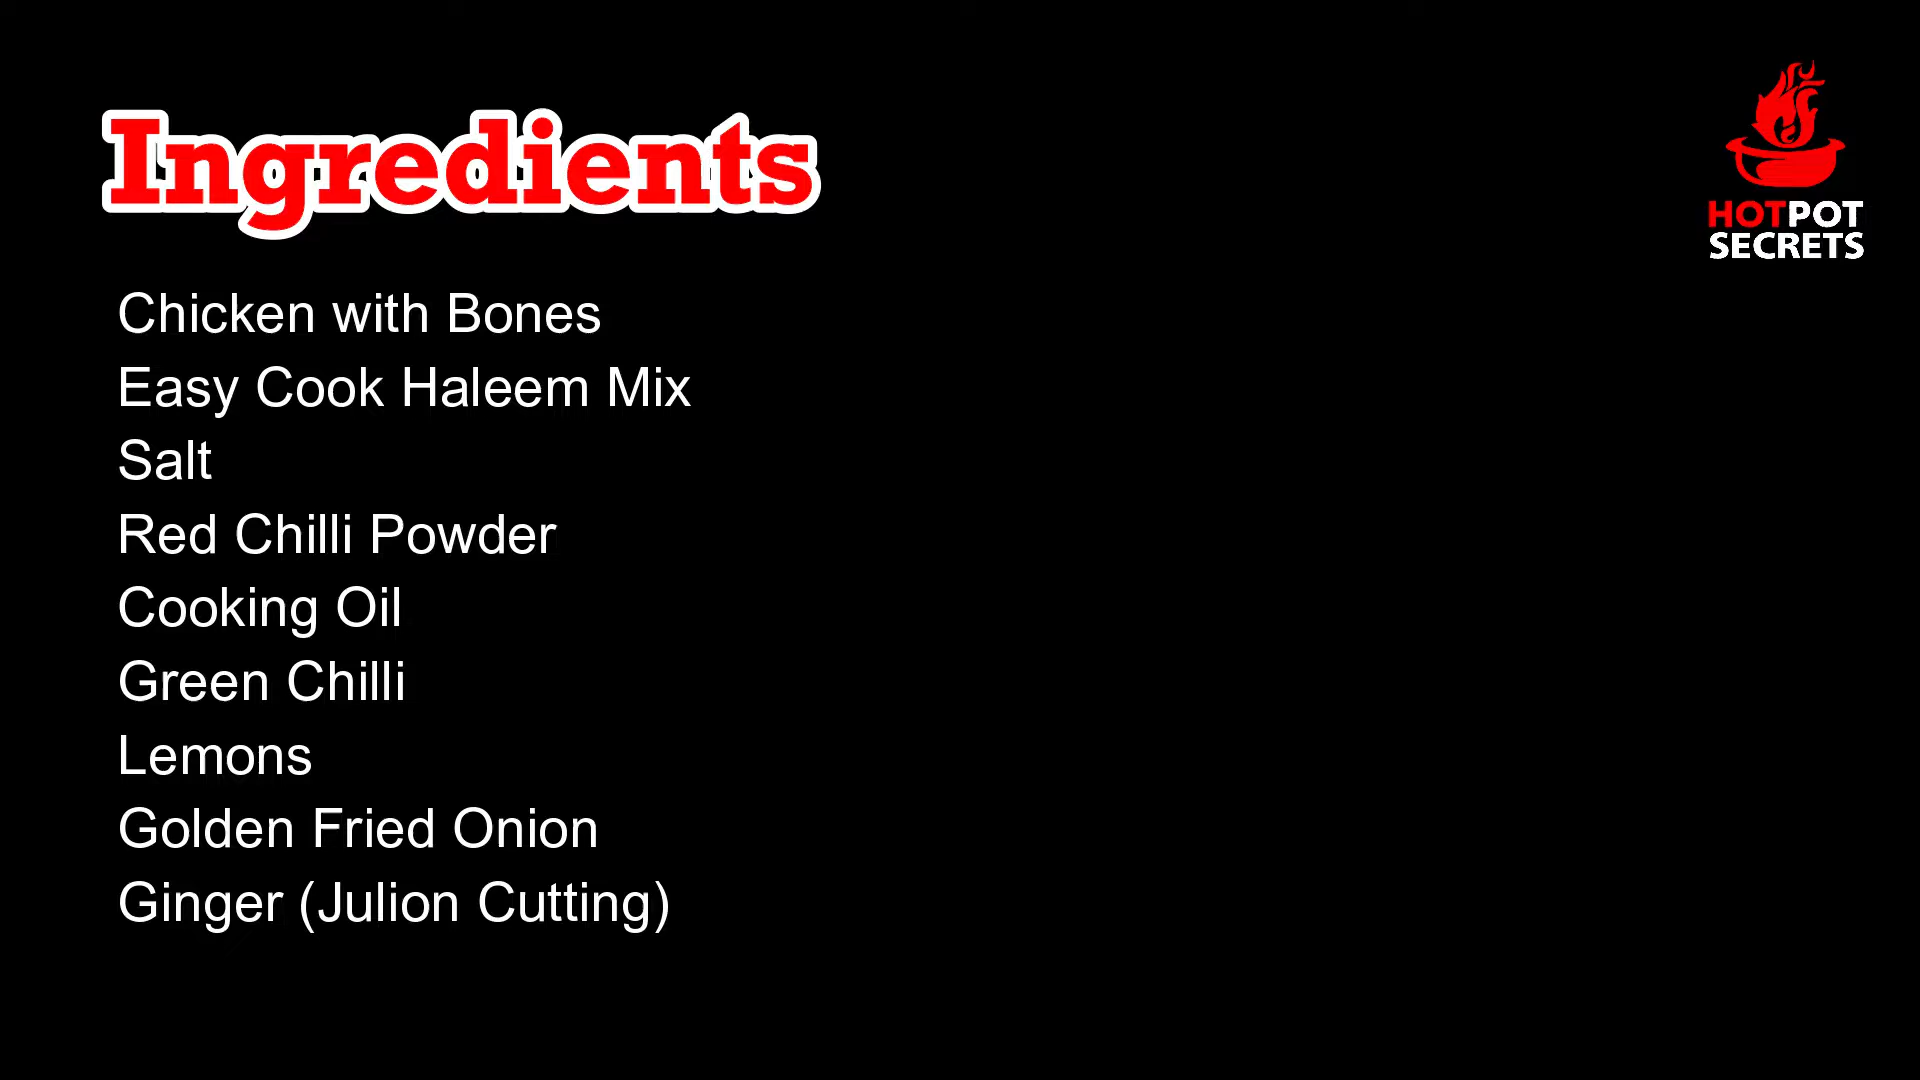 Ingredients
HOTPOT
SECRETS
Chicken with Bones
Easy Cook Haleem Mix
Salt
Red Chilli Powder
Cooking Oil
Green Chilli
Lemons
Golden Fried Onion
Ginger (Julion Cutting)